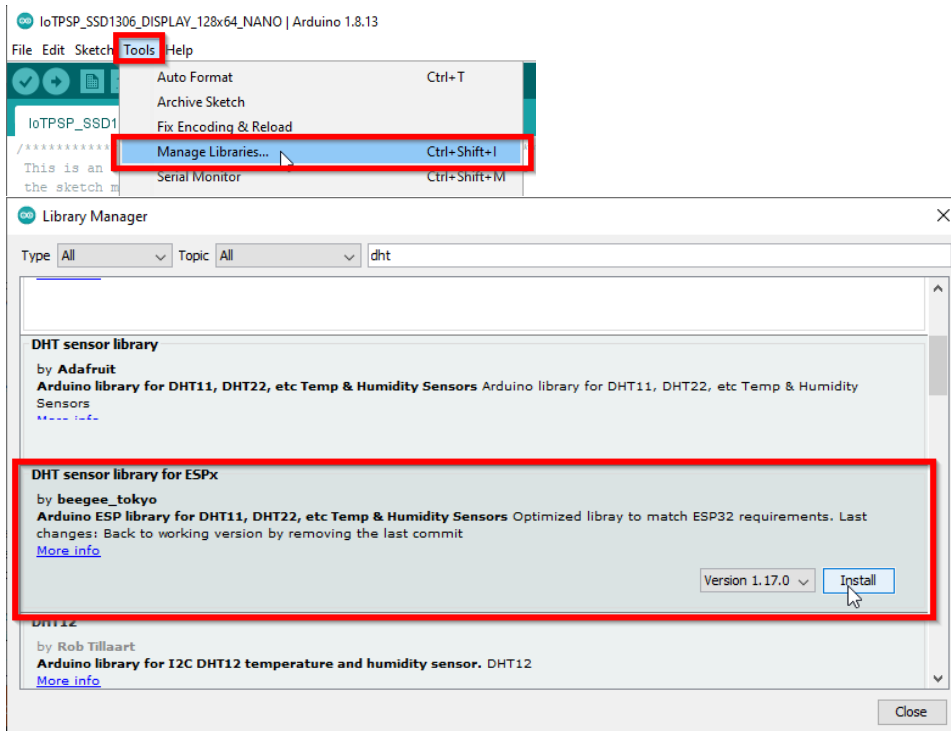 IoTPSP_SSD1306_DISPLAY_128x64_NANO | Arduino 1.8.13
File Edit Sketch Tools Help
Auto Format Ctrl+T
Archive Sketch
IoTPSP_SSD1
Fix Encoding & Reload
/***********
Manage Libraries... Ctrl+Shift+I
This is an
Serial Monitor Ctrl+Shift+M
the sketch m
Library Manager
Type All Topic All dht
DHT sensor library
by Adafruit
Arduino library for DHT11, DHT22, etc Temp & Humidity Sensors Arduino library for DHT11, DHT22, etc Temp & Humidity
Sensors
More info
DHT sensor library for ESPx
by beegee_tokyo
Arduino ESP library for DHT11, DHT22, etc Temp & Humidity Sensors Optimized libray to match ESP32 requirements. Last
changes: Back to working version by removing the last commit
More info
Version 1.17.0 Install
DHT12
by Rob Tillaart
Arduino library for I2C DHT12 temperature and humidity sensor. DHT12
More info
Close